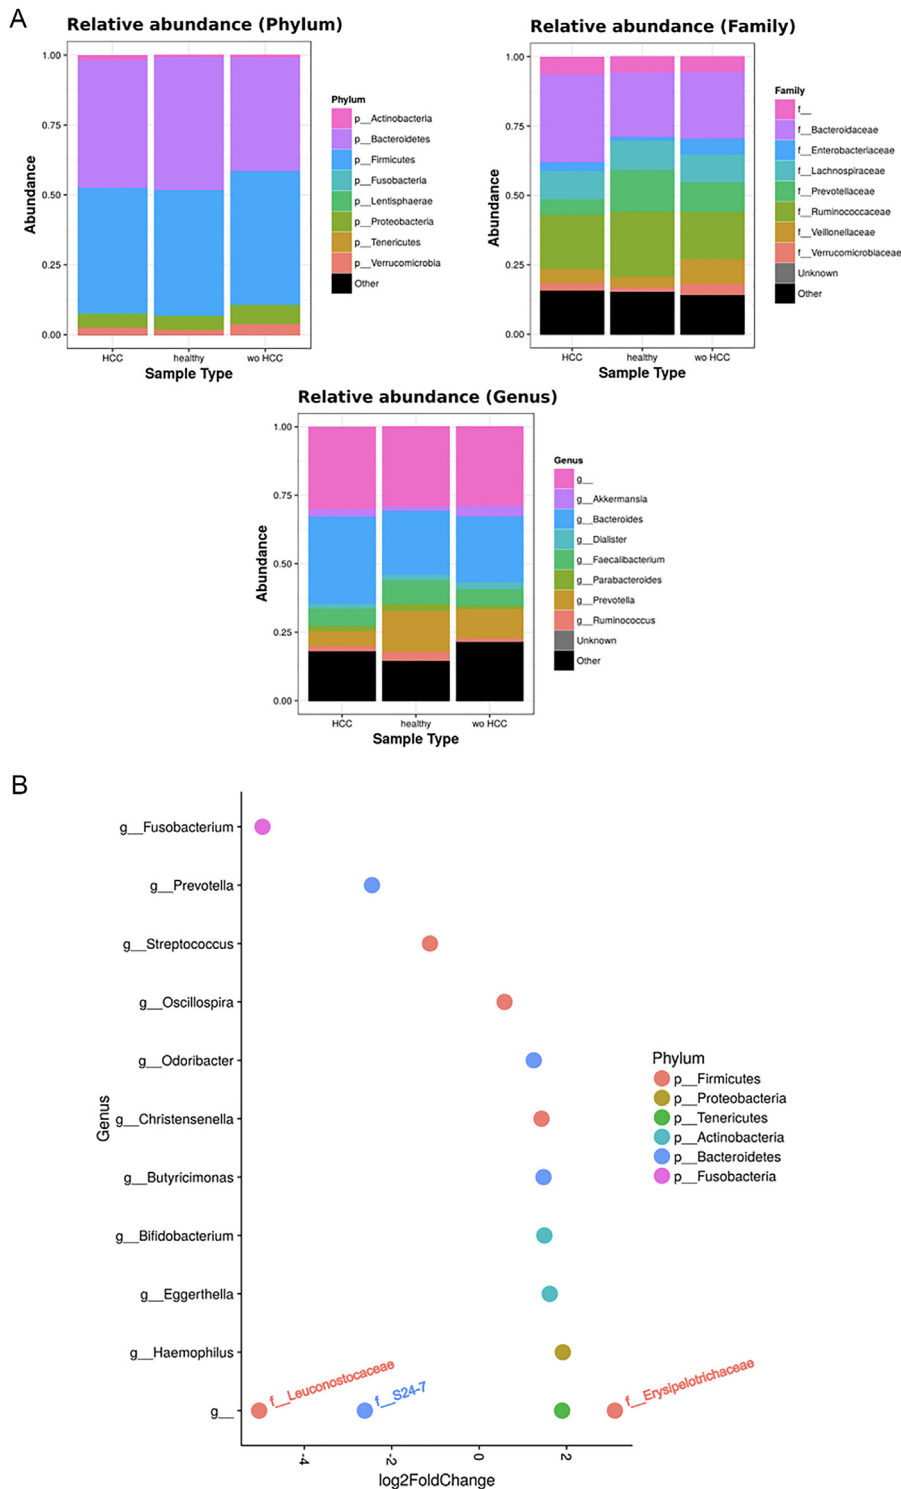 A
Relative abundance (Phylum)
Abundance
1.00
0.75
0.50
0.25
0.00
HCC
healthy
wo HCC
Sample Type
Phylum
p__Actinobacteria
p__Bacteroidetes
p__Firmicutes
p__Fusobacteria
p__Lentisphaerae
p__Proteobacteria
p__Tenericutes
p__Verrucomicrobia
Other
Relative abundance (Family)
Abundance
1.00
0.75
0.50
0.25
0.00
HCC
healthy
wo HCC
Sample Type
Family
f__
f__Bacteroidaceae
f__Enterobacteriaceae
f__Lachnospiraceae
f__Prevotellaceae
f__Ruminococcaceae
f__Veillonellaceae
f__Verrucomicrobiaceae
Unknown
Other
Relative abundance (Genus)
Abundance
1.00
0.75
0.50
0.25
0.00
HCC
healthy
wo HCC
Sample Type
Genus
g__
g__Akkermansia
g__Bacteroides
g__Dialister
g__Faecalibacterium
g__Parabacteroides
g__Prevotella
g__Ruminococcus
Unknown
Other
B
Genus
g__Fusobacterium
g__Prevotella
g__Streptococcus
g__Oscillospira
g__Odoribacter
g__Christensenella
g__Butyricimonas
g__Bifidobacterium
g__Eggerthella
g__Haemophilus
g__
f__Leuconostocaceae
f__S24-7
f__Erysipelotrichaceae
-4
-2
0
2
log2FoldChange
Phylum
p__Firmicutes
p__Proteobacteria
p__Tenericutes
p__Actinobacteria
p__Bacteroidetes
p__Fusobacteria